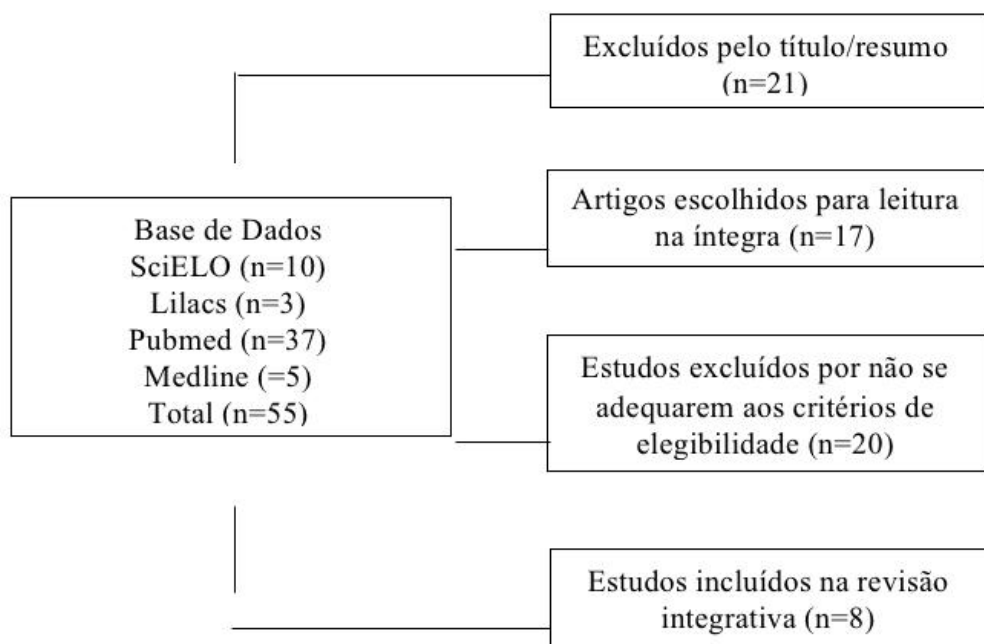 Excluídos pelo título/resumo
(n=21)
Artigos escolhidos para leitura
na íntegra (n=17)
Base de Dados
SciELO (n=10)
Lilacs (n=3)
Pubmed (n=37)
Medline (=5)
Total (n=55)
Estudos excluídos por não se
adequarem aos critérios de
elegibilidade (n=20)
Estudos incluídos na revisão
integrativa (n=8)